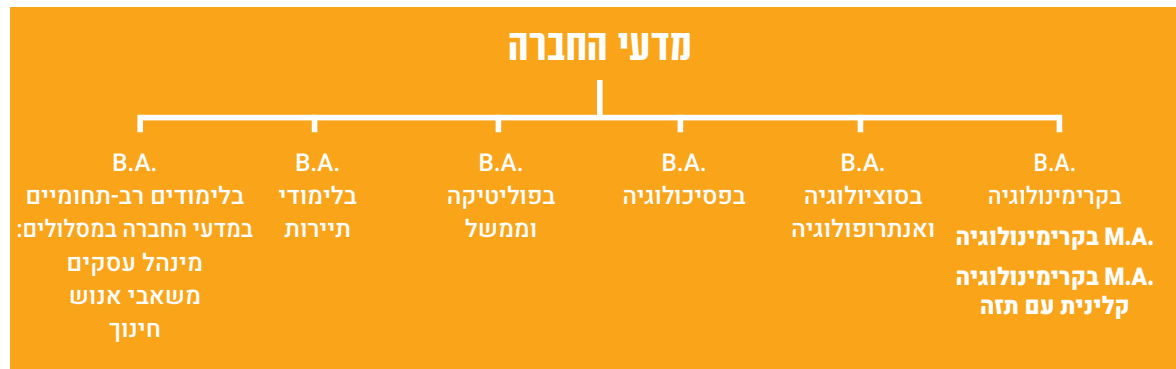 מדעי החברה
B.A.
בקרימינולוגיה
M.A. בקרימינולוגיה
M.A. בקרימינולוגיה
קלינית עם תזה
B.A.
בסוציולוגיה
ואנתרופולוגיה
B.A.
בפסיכולוגיה
B.A.
בפוליטיקה
וממשל
B.A.
בלימודי
תיירות
B.A.
בלימודים רב-תחומיים
במדעי החברה במסלולים:
מינהל עסקים
משאבי אנוש
חינוך